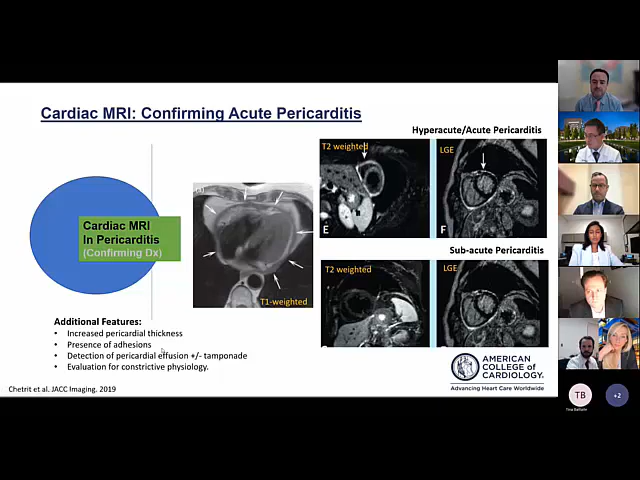 Cardiac MRI: Confirming Acute Pericarditis
Hyperacute/Acute Pericarditis
T2 weighted
LGE
E
F
Cardiac MRI
In Pericarditis
(Confirming Dx)
T1-weighted
Sub-acute Pericarditis
T2 weighted
LGE
Additional Features:
• Increased pericardial thickness
• Presence of adhesions
• Detection of pericardial effusion +/- tamponade
• Evaluation for constrictive physiology.
AMERICAN
COLLEGE of
CARDIOLOGY
Advancing Heart Care Worldwide
Chetrit et al. JACC Imaging. 2019
TB
+2